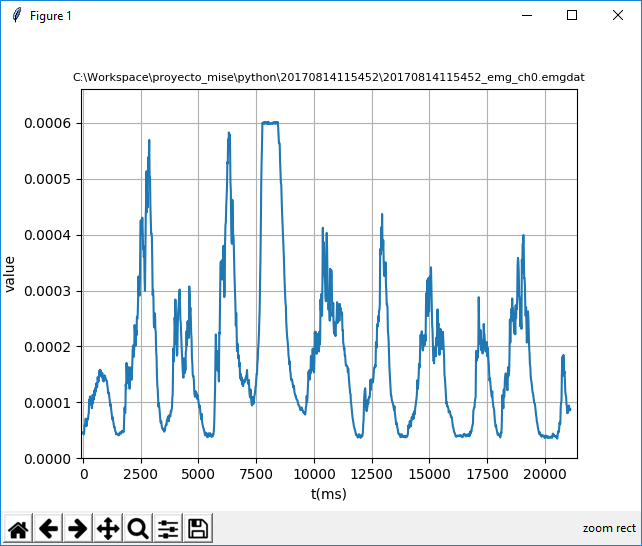 Figure 1
C:\Workspace\proyecto_mise\python\20170814115452\20170814115452_emg_ch0.emgdat
0.0006
0.0005
0.0004
0.0003
0.0002
0.0001
0.0000
value
0 2500 5000 7500 10000 12500 15000 17500 20000
t(ms)
zoom rect